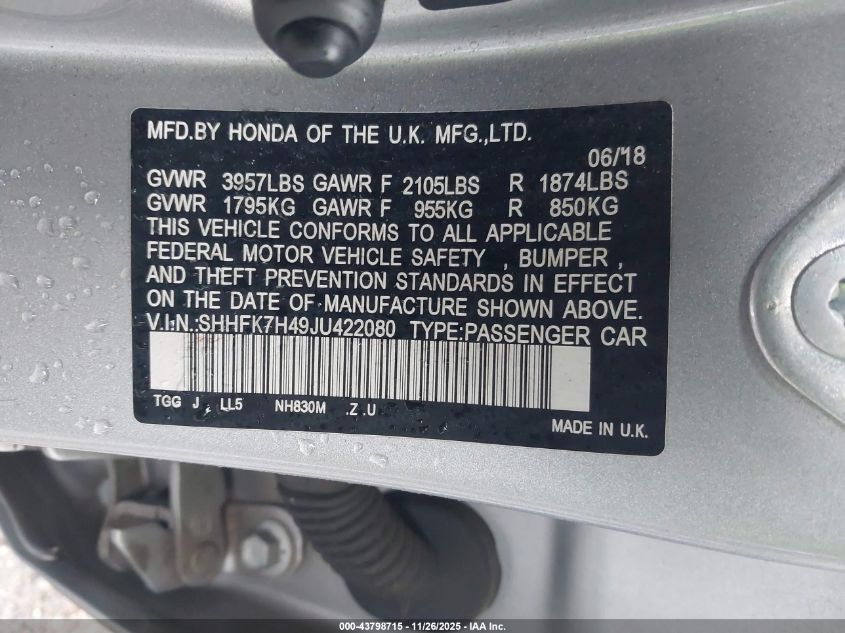 MFD.BY HONDA OF THE U.K. MFG.,LTD.
06/'18
GVWR 3957LBS GAWR F 2105LBS R 1874LBS
GVWR 1795KG GAWR F 955KG R 850KG
THIS VEHICLE CONFORMS TO ALL APPLICABLE
FEDERAL MOTOR VEHICLE SAFETY , BUMPER ,
AND THEFT PREVENTION STANDARDS IN EFFECT
ON THE DATE OF MANUFACTURE SHOWN ABOVE.
V.I.N.:SHHFK7H49JU422080 TYPE:PASSENGER CAR
TGG J LL5 NH830M .Z .U
MADE IN U.K.
000-43798715 - 11/26/2025 - IAA Inc.